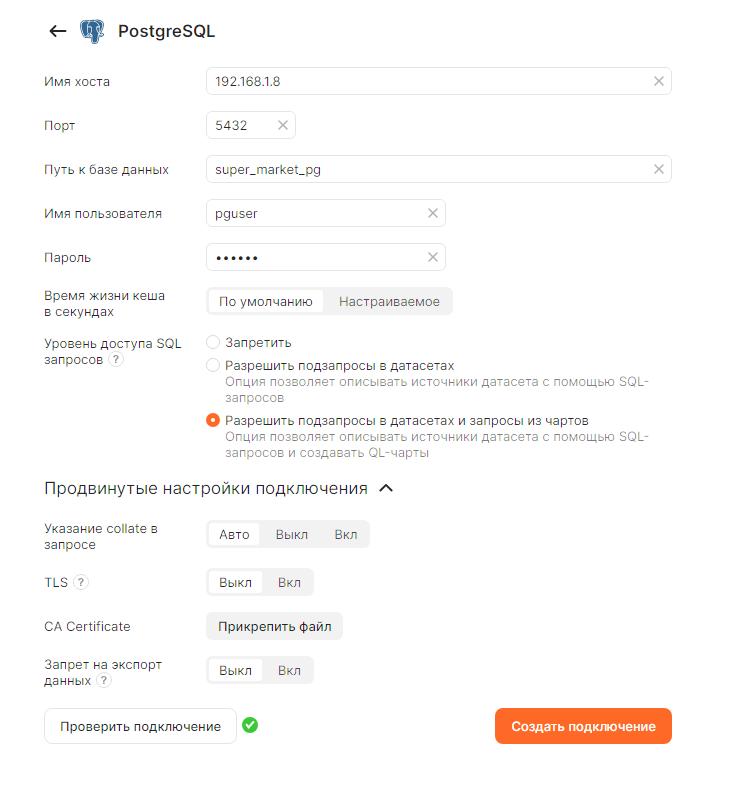 PostgreSQL
Имя хоста
192.168.1.8
Порт
5432
Путь к базе данных
super_market_pg
Имя пользователя
pguser
Пароль
••••••
Время жизни кеша
в секундах
По умолчанию Настраиваемое
Уровень доступа SQL
запросов ?
Запретить
Разрешить подзапросы в датасетах
Опция позволяет описывать источники датасета с помощью SQL-
запросов
Разрешить подзапросы в датасетах и запросы из чартов
Опция позволяет описывать источники датасета с помощью SQL-
запросов и создавать QL-чарты
Продвинутые настройки подключения
Указание collate в
запросе
Авто Выкл Вкл
TLS ?
Выкл Вкл
CA Certificate
Прикрепить файл
Запрет на экспорт
данных ?
Выкл Вкл
Проверить подключение
Создать подключение